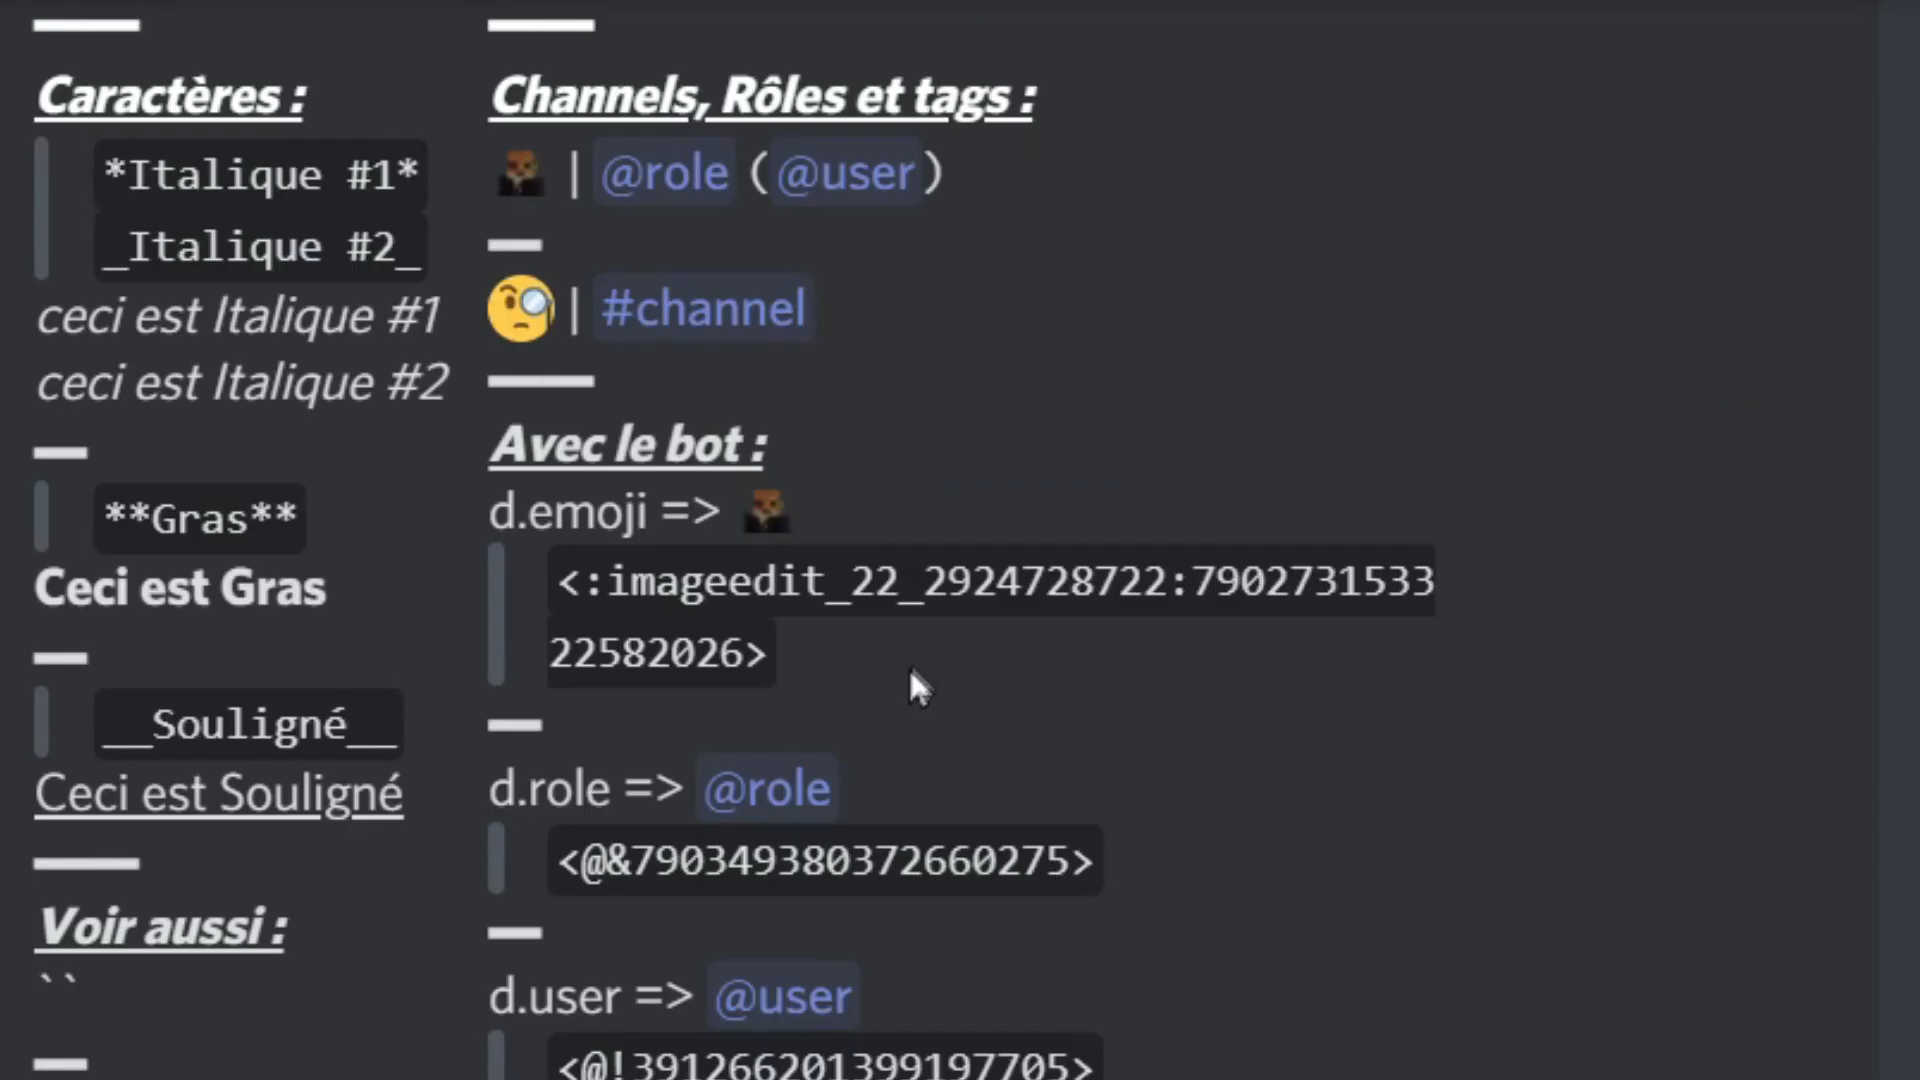 Caractères :
*Italique #1*
_Italique #2_
ceci est Italique #1
ceci est Italique #2
**Gras**
Ceci est Gras
__Souligné__
Ceci est Souligné
Voir aussi :
``
Channels, Rôles et tags :
| @role (@user)
| #channel
Avec le bot :
d.emoji =>
<:imageedit_22_2924728722:7902731533
22582026>
d.role => @role
<@&790349380372660275>
d.user => @user
<@!391266201399197705>